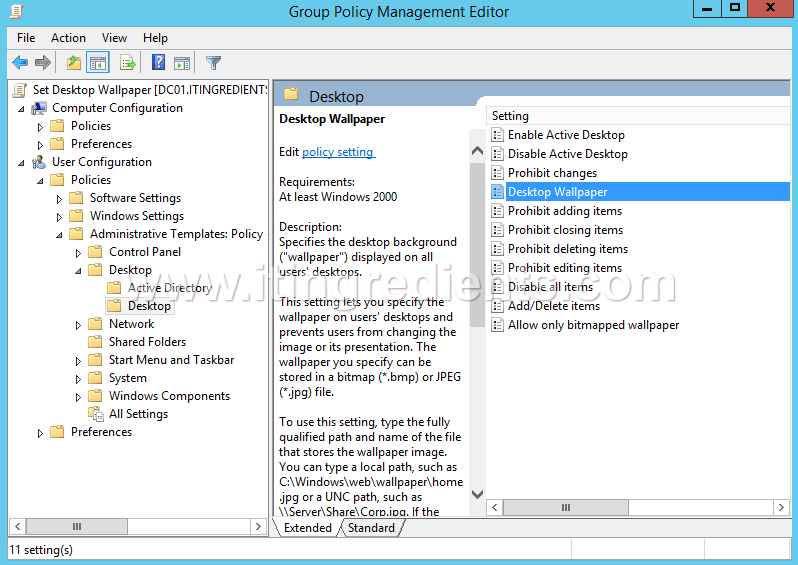 Group Policy Management Editor
File Action View Help
Set Desktop Wallpaper [DC01.ITINGREDIENTS
Computer Configuration
Policies
Preferences
User Configuration
Policies
Software Settings
Windows Settings
Administrative Templates: Policy
Control Panel
Desktop
Active Directory
Desktop
Network
Shared Folders
Start Menu and Taskbar
System
Windows Components
All Settings
Preferences
Desktop
Desktop Wallpaper
Edit policy setting
Requirements:
At least Windows 2000
Description:
Specifies the desktop background
("wallpaper") displayed on all
users' desktops.
This setting lets you specify the
wallpaper on users' desktops and
prevents users from changing the
image or its presentation. The
wallpaper you specify can be
stored in a bitmap (*.bmp) or JPEG
(*.jpg) file.
To use this setting, type the fully
qualified path and name of the file
that stores the wallpaper image.
You can type a local path, such as
C:\Windows\web\wallpaper\home
.jpg or a UNC path, such as
\\Server\Share\Corp.jpg. If the
Setting
Enable Active Desktop
Disable Active Desktop
Prohibit changes
Desktop Wallpaper
Prohibit adding items
Prohibit closing items
Prohibit deleting items
Prohibit editing items
Disable all items
Add/Delete items
Allow only bitmapped wallpaper
Extended Standard
11 setting(s)
www.itingredients.com